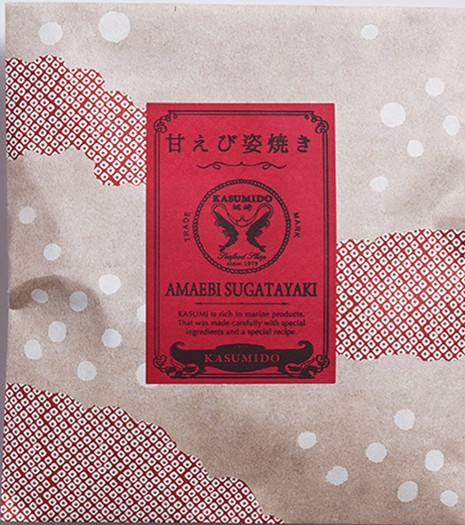 甘えび姿焼き
KASUMIDO
TRADE
MARK
Seafood Shop
since 1979
AMAEBI SUGATAYAKI
KASUMI is rich in marine products.
That was made carefully with special
ingredients and a special recipe.
KASUMIDO